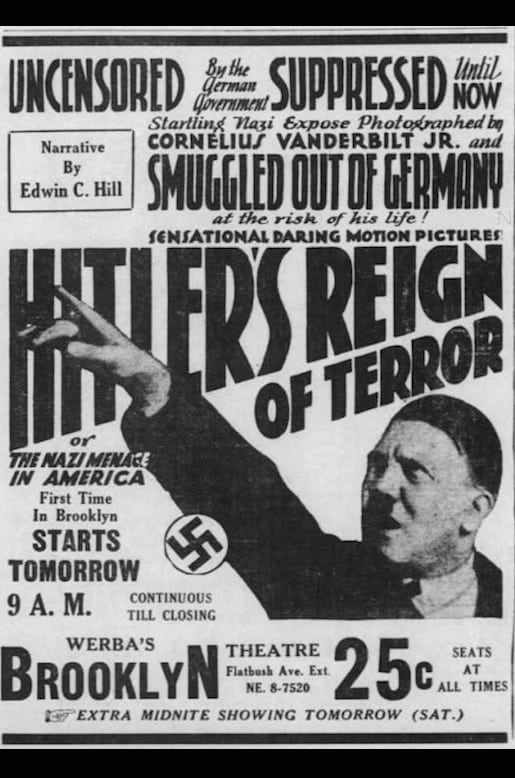 UNCENSORED By the German Government SUPPRESSED Until NOW
Startling Nazi Expose Photographed by
CORNELIUS VANDERBILT JR. and
Narrative
By
Edwin C. Hill
SMUGGLED OUT OF GERMANY
at the risk of his life!
SENSATIONAL DARING MOTION PICTURES
HITLER'S REIGN
OF TERROR
or
THE NAZI MENACE
IN AMERICA
First Time
In Brooklyn
STARTS
TOMORROW
9 A. M.
CONTINUOUS
TILL CLOSING
WERBA'S
BROOKLYN
THEATRE
Flatbush Ave. Ext.
NE. 8-7520
25c
SEATS
AT
ALL TIMES
EXTRA MIDNITE SHOWING TOMORROW (SAT.)